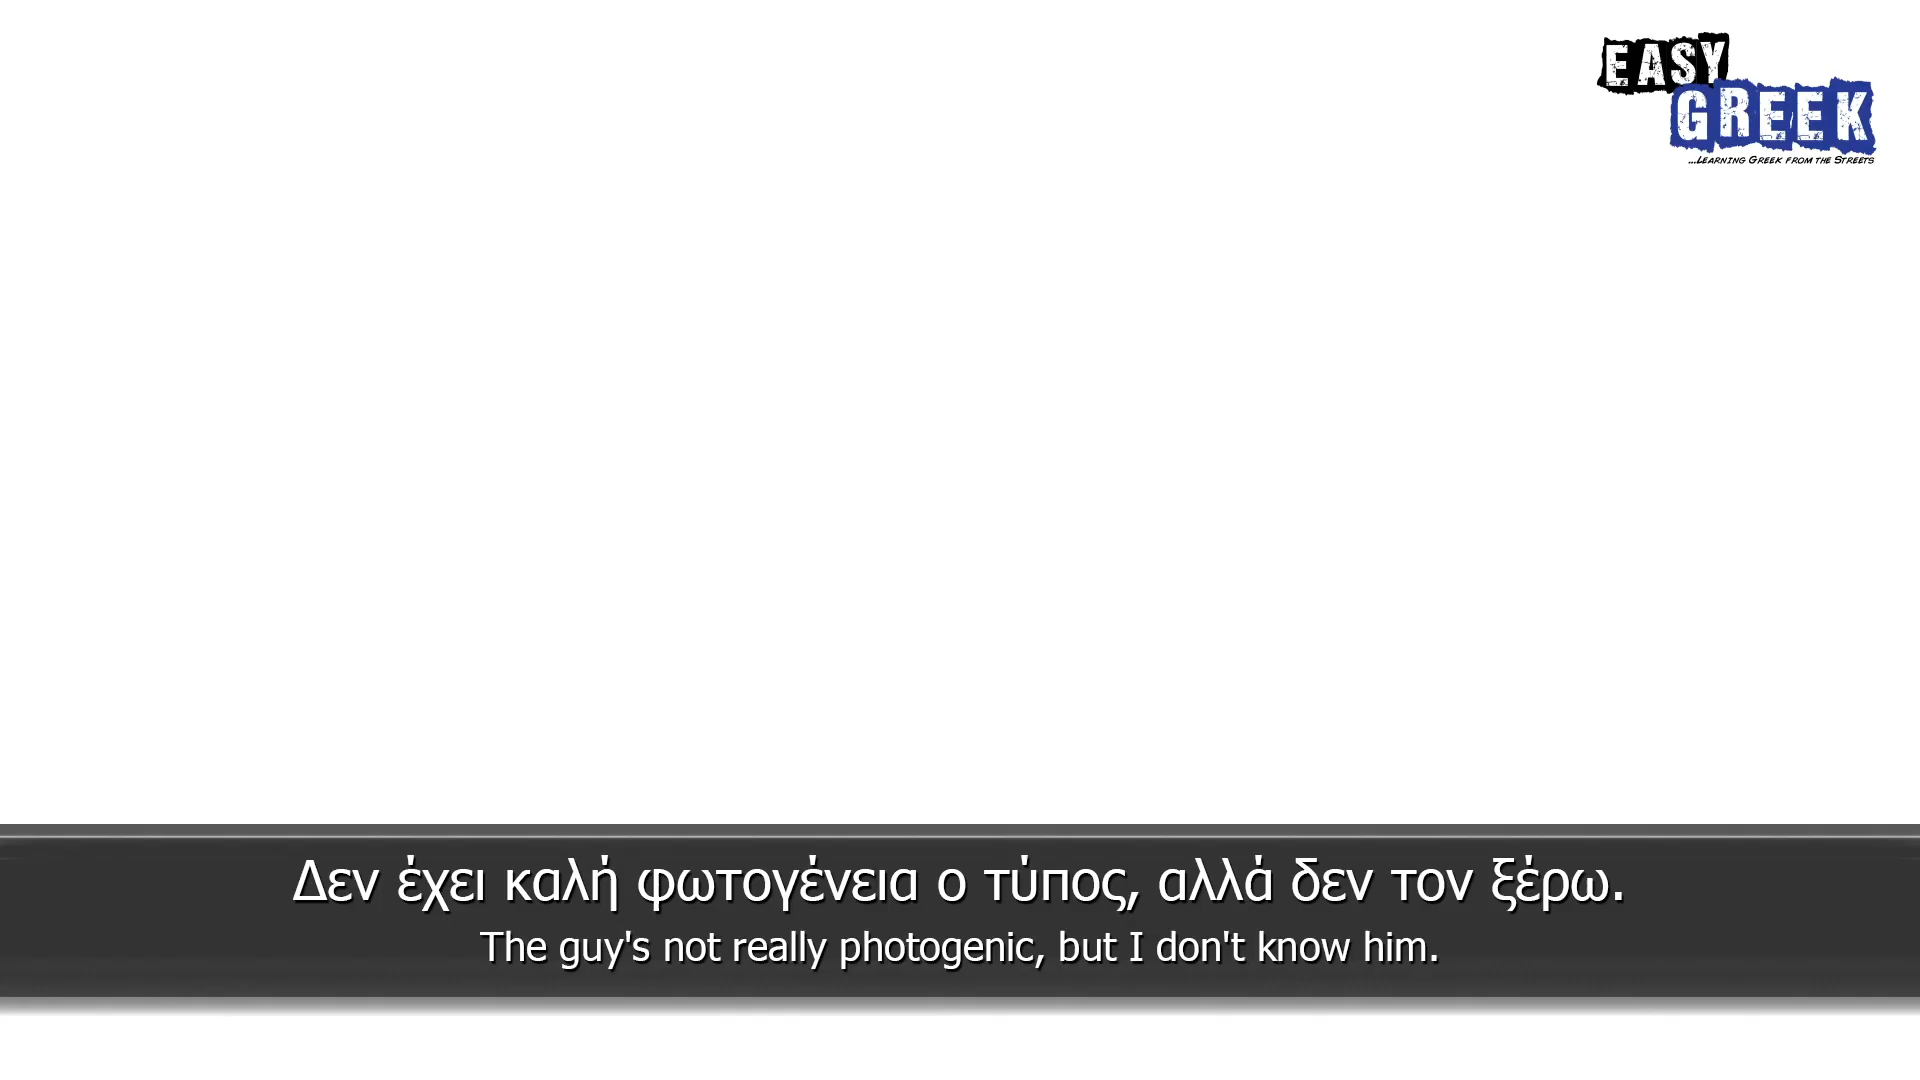 EASY
GREEK
...Learning Greek from the Streets
Δεν έχει καλή φωτογένεια ο τύπος, αλλά δεν τον ξέρω.
The guy's not really photogenic, but I don't know him.